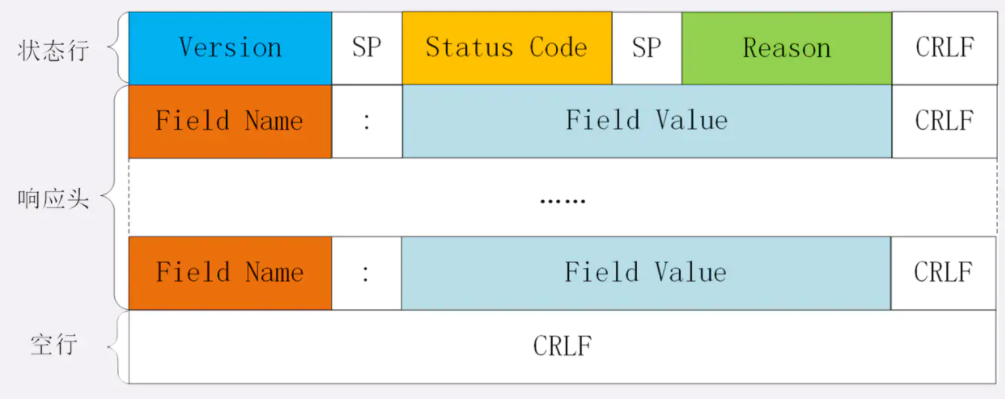 状态行 Version SP Status Code SP Reason CRLF
Field Name : Field Value CRLF
响应头 ……
Field Name : Field Value CRLF
空行 CRLF